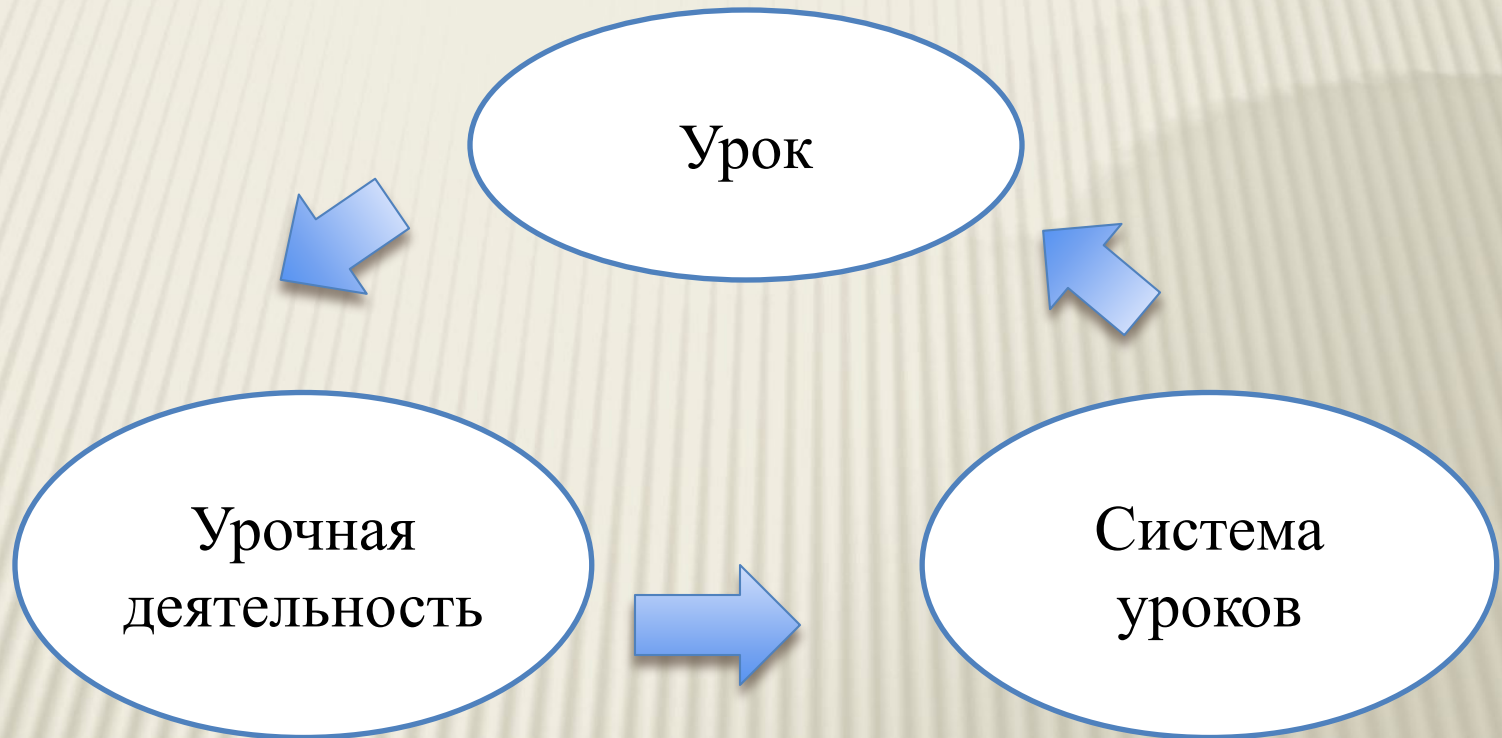 Урок
Урочная
деятельность
Система
уроков